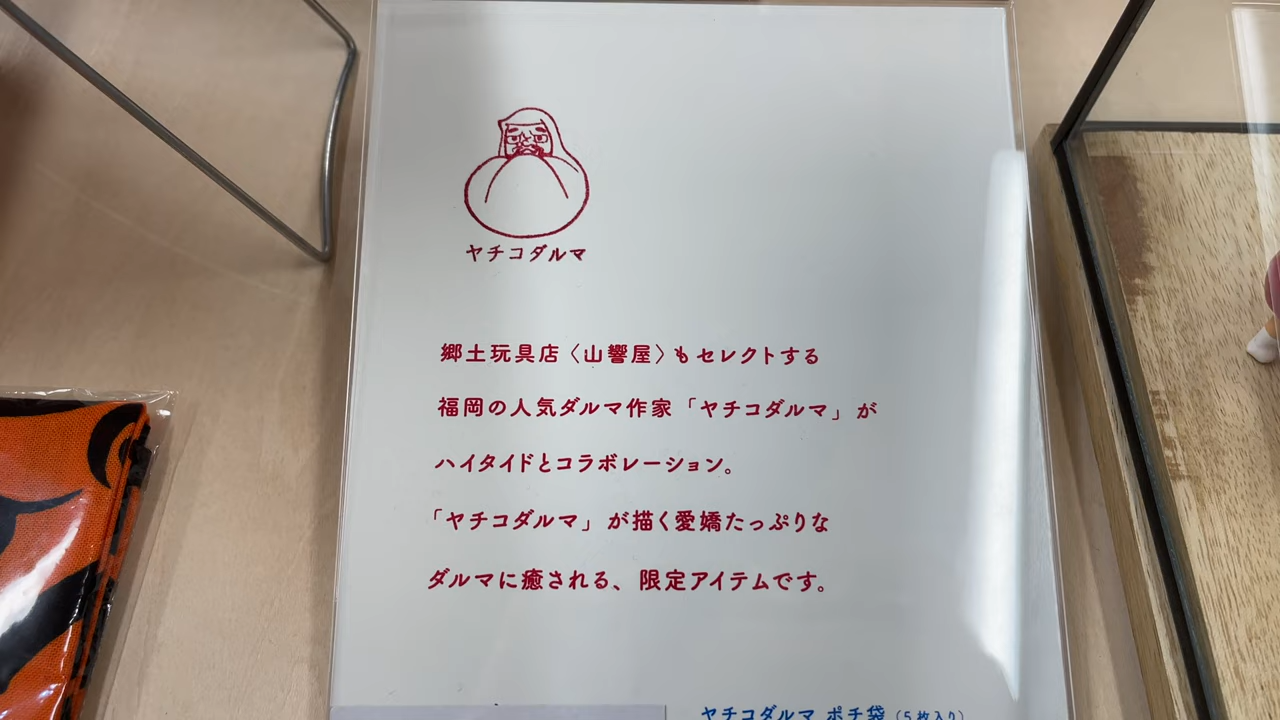 ヤチコダルマ
郷土玩具店〈山響屋〉もセレクトする
福岡の人気ダルマ作家「ヤチコダルマ」が
ハイタイドとコラボレーション。
「ヤチコダルマ」が描く愛嬌たっぷりな
ダルマに癒される、限定アイテムです。
ヤチコダルマ ポチ袋(5枚入り)